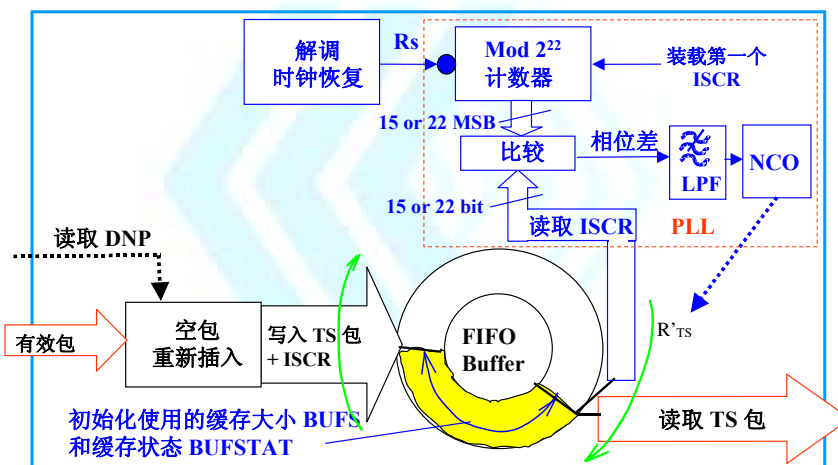 解调
时钟恢复
Rs
Mod 2²²
计数器
装载第一个
ISCR
15 or 22 MSB
比较
相位差
LPF
NCO
15 or 22 bit
读取 ISCR
PLL
读取 DNP
有效包
空包
重新插入
写入 TS 包
+ ISCR
FIFO
Buffer
R'TS
初始化使用的缓存大小 BUFS
和缓存状态 BUFSTAT
读取 TS 包